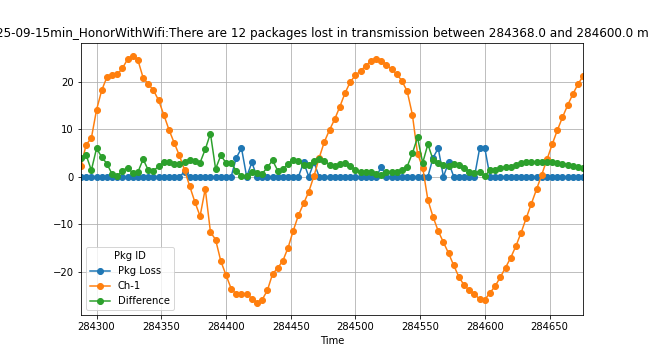 25-09-15min_HonorWithWifi:There are 12 packages lost in transmission between 284368.0 and 284600.0 m
20
10
0
−10
−20
Pkg ID
Pkg Loss
Ch-1
Difference
284300 284350 284400 284450 284500 284550 284600 284650
Time